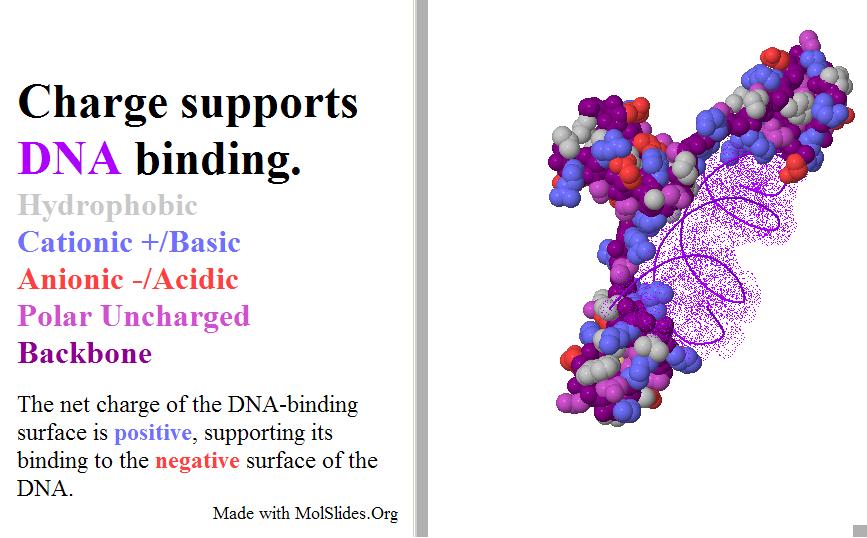 Charge supports
DNA binding.
Hydrophobic
Cationic +/Basic
Anionic -/Acidic
Polar Uncharged
Backbone
The net charge of the DNA-binding
surface is positive, supporting its
binding to the negative surface of the
DNA.
Made with MolSlides.Org